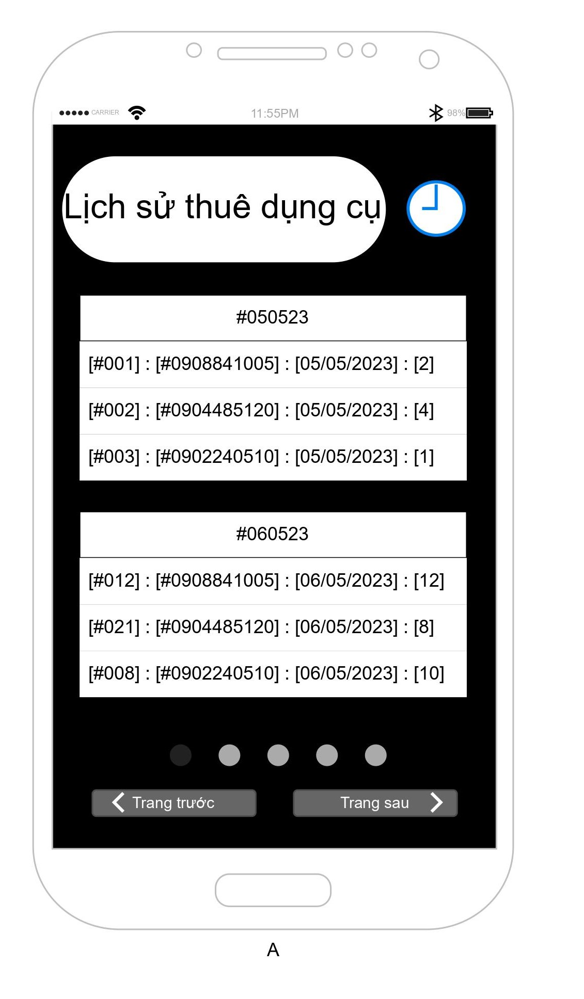 CARRIER 11:55PM 98%
Lịch sử thuê dụng cụ
#050523
[#001] : [#0908841005] : [05/05/2023] : [2]
[#002] : [#0904485120] : [05/05/2023] : [4]
[#003] : [#0902240510] : [05/05/2023] : [1]
#060523
[#012] : [#0908841005] : [06/05/2023] : [12]
[#021] : [#0904485120] : [06/05/2023] : [8]
[#008] : [#0902240510] : [06/05/2023] : [10]
Trang trước Trang sau
A